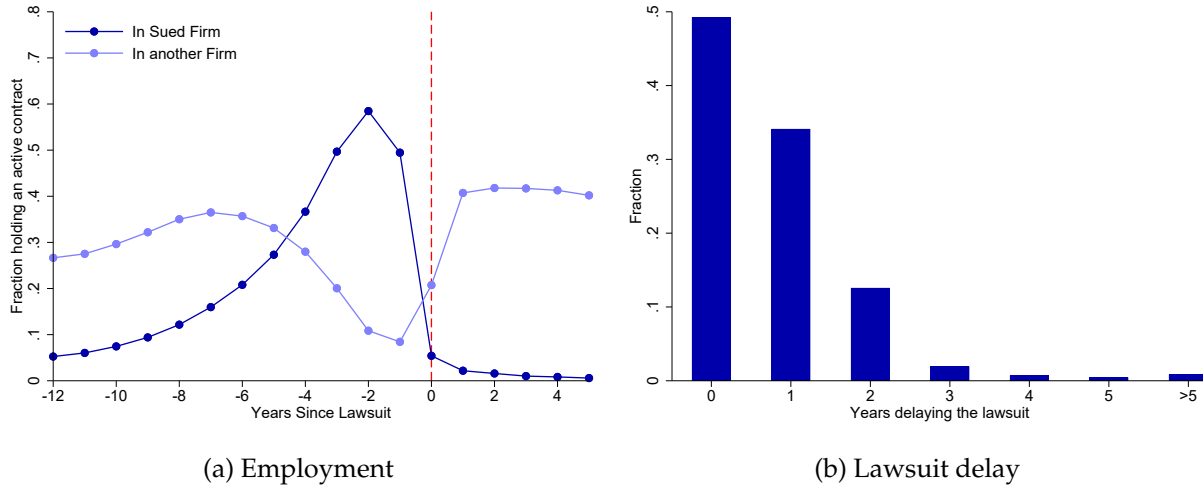 .8
.7
.6
.5
.4
.3
.2
.1
0
Fraction holding an active contract
In Sued Firm
In another Firm
-12 -10 -8 -6 -4 -2 0 2 4
Years Since Lawsuit
(a) Employment
.5
.4
.3
.2
.1
0
Fraction
0 1 2 3 4 5 >5
Years delaying the lawsuit
(b) Lawsuit delay